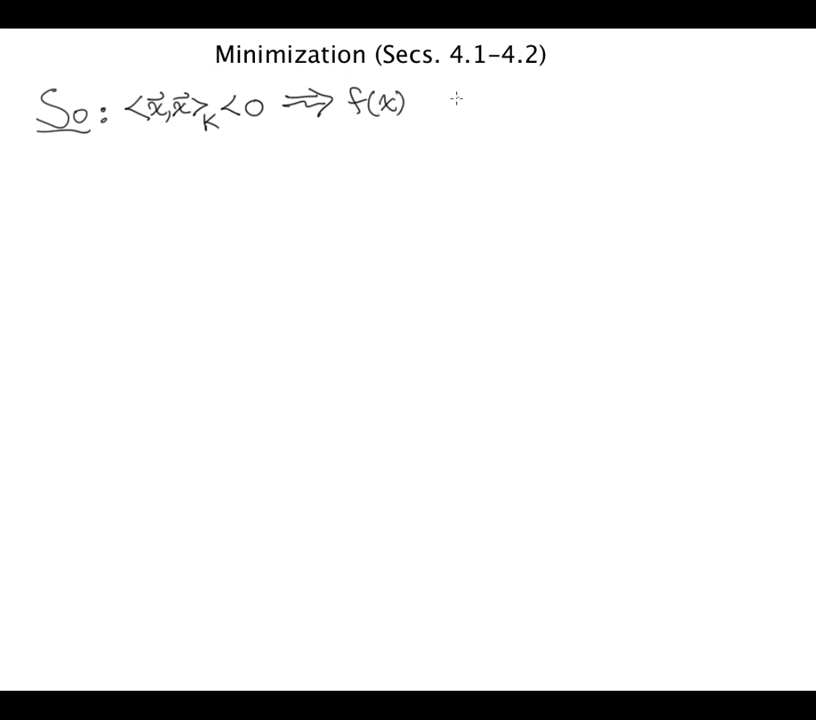 Minimization (Secs. 4.1-4.2)
So: <x⃗,x⃗>_K <0 ⟹ f(x)